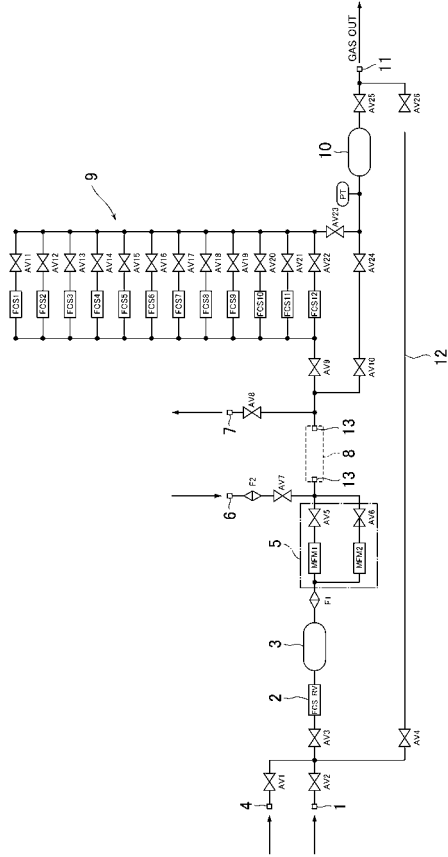 GAS OUT
11
AV25
AV26
10
PT
9
AV23
AV11
AV12
AV13
AV14
AV15
AV16
AV17
AV18
AV19
AV20
AV21
AV22
AV24
FCS1
FCS2
FCS3
FCS4
FCS5
FCS6
FCS7
FCS8
FCS9
FCS10
FCS11
FCS12
AV9
AV10
12
7
AV8
13
8
13
6
F2
AV7
5
AV5
AV6
MFM1
MFM2
F1
3
2
FCS RV
AV3
AV4
4
AV1
AV2
1